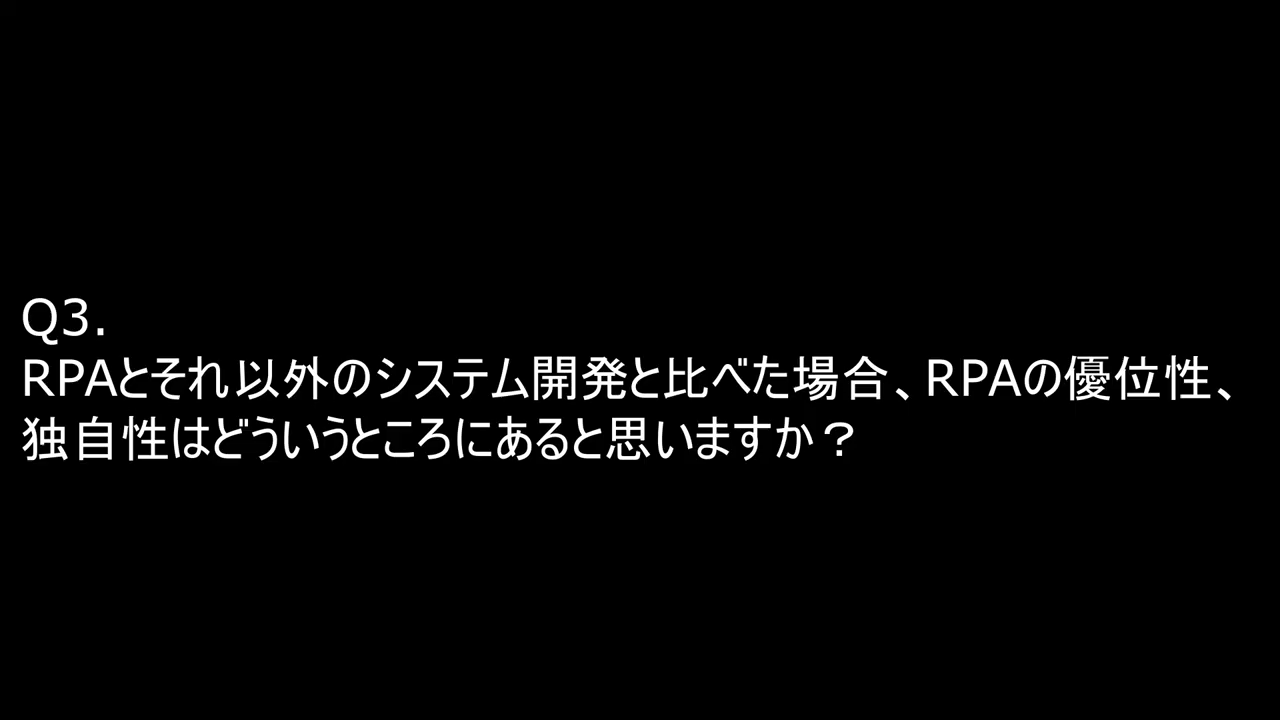 Q3.
RPAとそれ以外のシステム開発と比べた場合、RPAの優位性、
独自性はどういうところにあると思いますか？